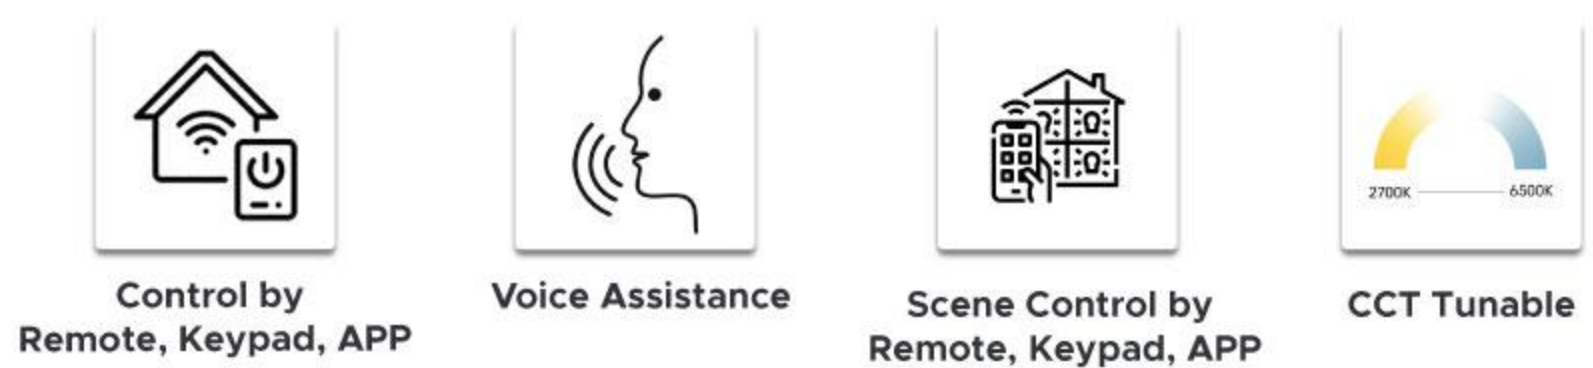 Control by
Remote, Keypad, APP
Voice Assistance
Scene Control by
Remote, Keypad, APP
2700K
6500K
CCT Tunable